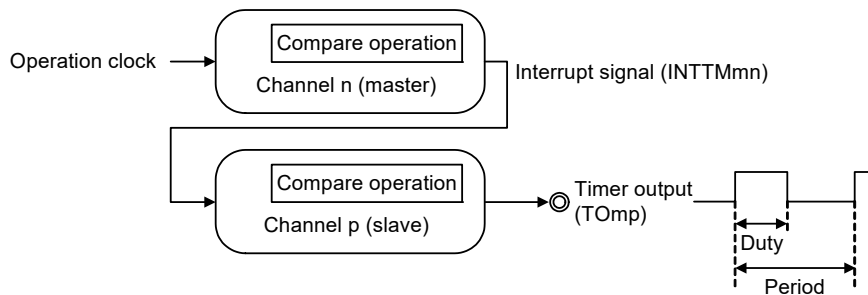 Compare operation
Operation clock
Channel n (master)
Interrupt signal (INTTMmn)
Compare operation
Channel p (slave)
Timer output
(TOmp)
Duty
Period